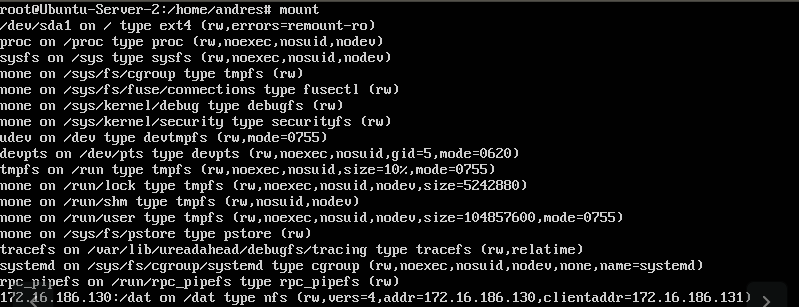 root@Ubuntu-Server-2:/home/andres# mount
/dev/sda1 on / type ext4 (rw,errors=remount-ro)
proc on /proc type proc (rw,noexec,nosuid,nodev)
sysfs on /sys type sysfs (rw,noexec,nosuid,nodev)
none on /sys/fs/cgroup type tmpfs (rw)
none on /sys/fs/fuse/connections type fusectl (rw)
none on /sys/kernel/debug type debugfs (rw)
none on /sys/kernel/security type securityfs (rw)
udev on /dev type devtmpfs (rw,mode=0755)
devpts on /dev/pts type devpts (rw,noexec,nosuid,gid=5,mode=0620)
tmpfs on /run type tmpfs (rw,noexec,nosuid,size=10%,mode=0755)
none on /run/lock type tmpfs (rw,noexec,nosuid,nodev,size=5242880)
none on /run/shm type tmpfs (rw,nosuid,nodev)
none on /run/user type tmpfs (rw,noexec,nosuid,nodev,size=104857600,mode=0755)
none on /sys/fs/pstore type pstore (rw)
tracefs on /var/lib/ureadahead/debugfs/tracing type tracefs (rw,relatime)
systemd on /sys/fs/cgroup/systemd type cgroup (rw,noexec,nosuid,nodev,none,name=systemd)
rpc_pipefs on /run/rpc_pipefs type rpc_pipefs (rw)
172.16.186.130:/dat on /dat type nfs (rw,vers=4,addr=172.16.186.130,clientaddr=172.16.186.131)